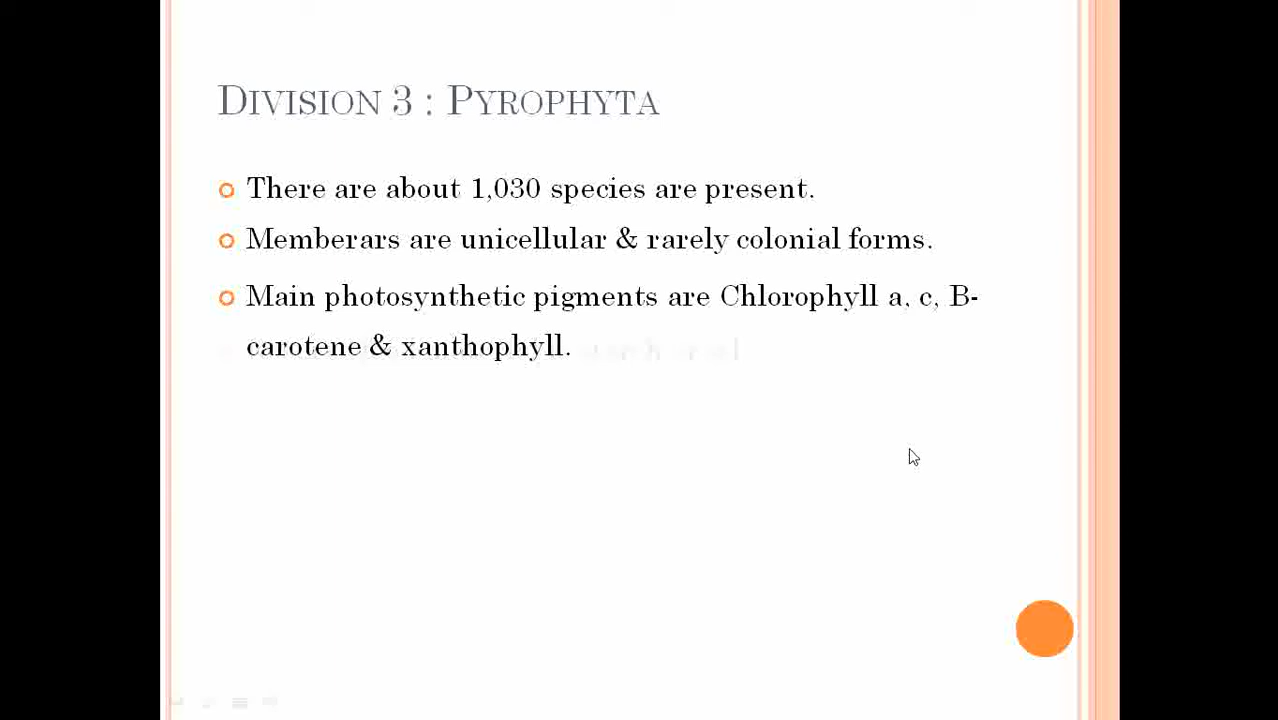 DIVISION 3 : PYROPHYTA
There are about 1,030 species are present.
Memberars are unicellular & rarely colonial forms.
Main photosynthetic pigments are Chlorophyll a, c, B-
carotene & xanthophyll.